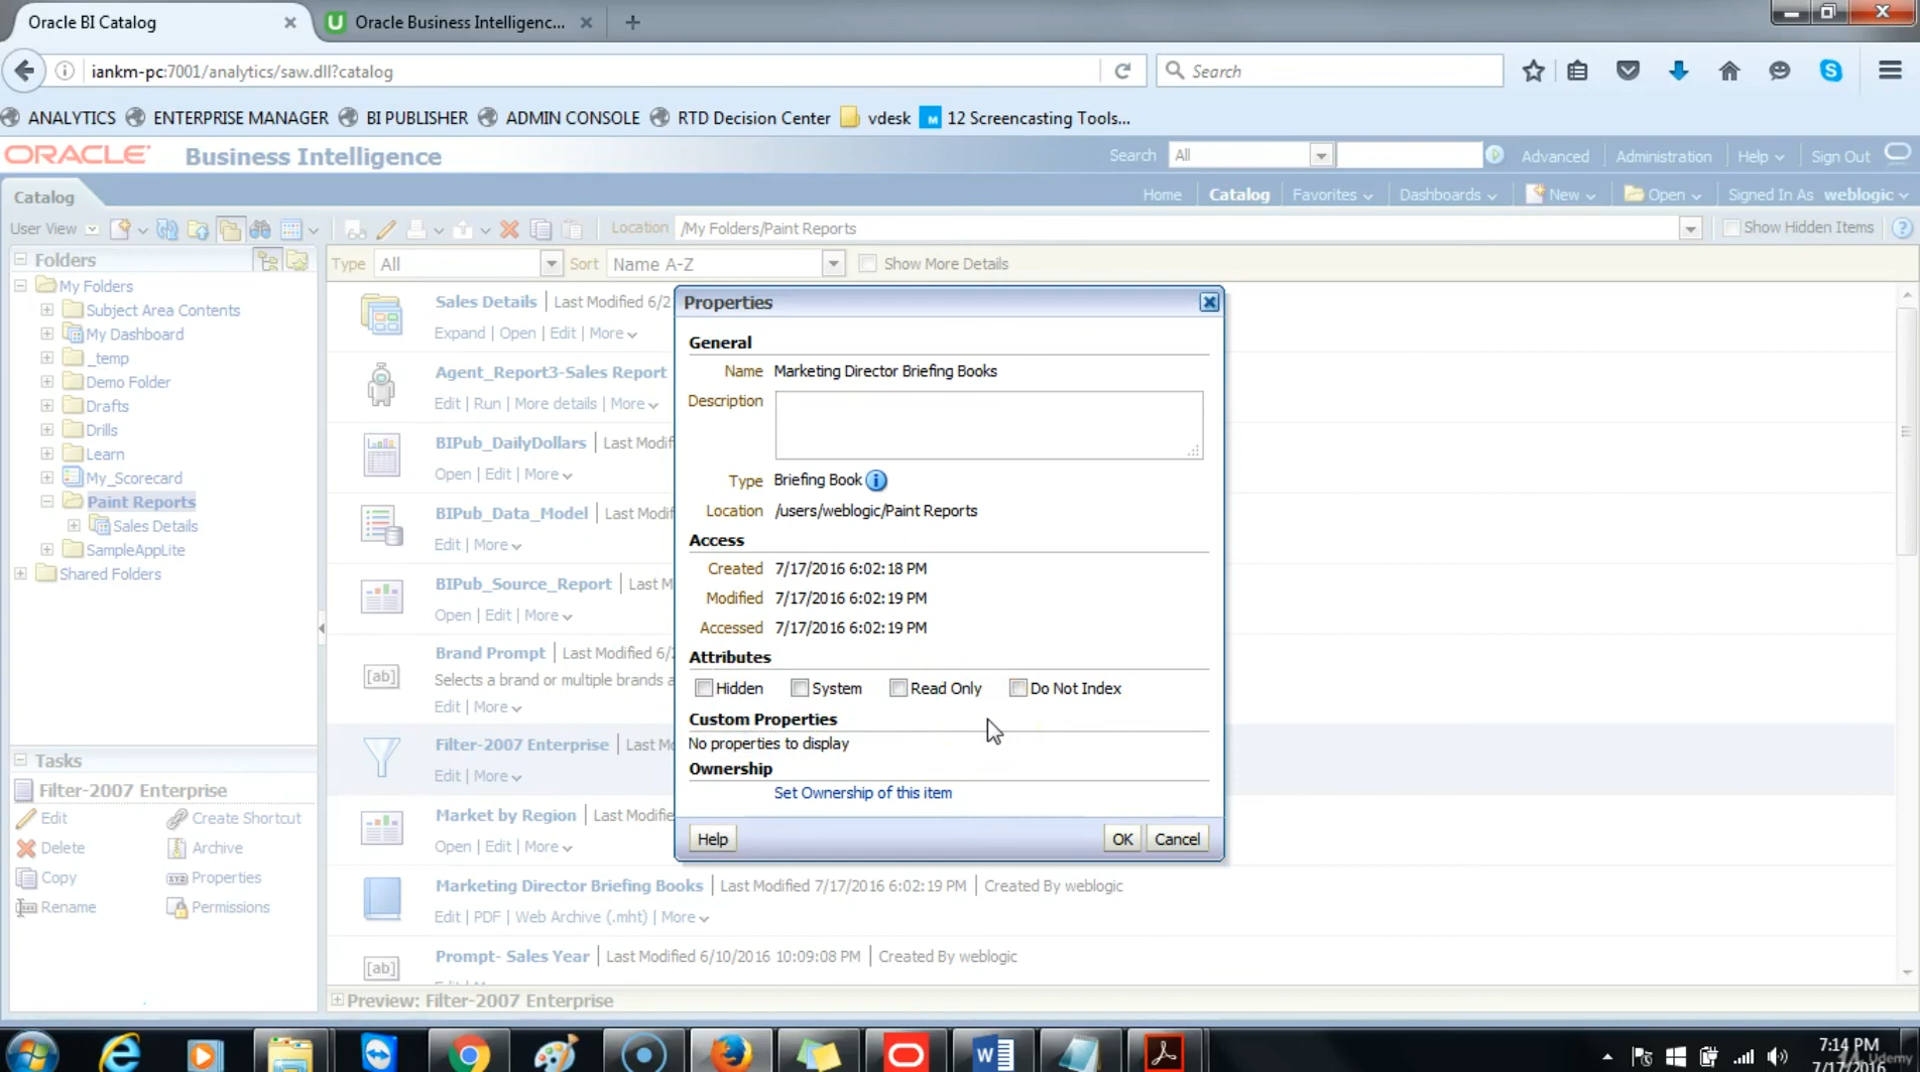 Oracle BI Catalog
Oracle Business Intelligenc...
iankm-pc:7001/analytics/saw.dll?catalog
Search
ANALYTICS ENTERPRISE MANAGER BI PUBLISHER ADMIN CONSOLE RTD Decision Center vdesk 12 Screencasting Tools...
ORACLE Business Intelligence
Search All Advanced Administration Help Sign Out
Catalog
Home Catalog Favorites Dashboards New Open Signed In As weblogic
User View Location /My Folders/Paint Reports Show Hidden Items
Folders
Type All Sort Name A-Z Show More Details
My Folders
Subject Area Contents
My Dashboard
_temp
Demo Folder
Drafts
Drills
Learn
My_Scorecard
Paint Reports
Sales Details
SampleAppLite
Shared Folders
Tasks
Filter-2007 Enterprise
Edit Create Shortcut
Delete Archive
Copy Properties
Rename Permissions
Sales Details | Last Modified 6/2
Expand | Open | Edit | More
Agent_Report3-Sales Report
Edit | Run | More details | More
BIPub_DailyDollars | Last Modif
Open | Edit | More
BIPub_Data_Model | Last Modif
Edit | More
BIPub_Source_Report | Last M
Open | Edit | More
[ab] Brand Prompt | Last Modified 6/2
Selects a brand or multiple brands a
Edit | More
Filter-2007 Enterprise | Last Mo
Edit | More
Market by Region | Last Modifie
Open | Edit | More
Marketing Director Briefing Books | Last Modified 7/17/2016 6:02:19 PM | Created By weblogic
Edit | PDF | Web Archive (.mht) | More
[ab] Prompt- Sales Year | Last Modified 6/10/2016 10:09:08 PM | Created By weblogic
Preview: Filter-2007 Enterprise
Properties
General
Name Marketing Director Briefing Books
Description
Type Briefing Book
Location /users/weblogic/Paint Reports
Access
Created 7/17/2016 6:02:18 PM
Modified 7/17/2016 6:02:19 PM
Accessed 7/17/2016 6:02:19 PM
Attributes
Hidden System Read Only Do Not Index
Custom Properties
No properties to display
Ownership
Set Ownership of this item
Help OK Cancel
7:14 PM
7/17/2016
Udemy